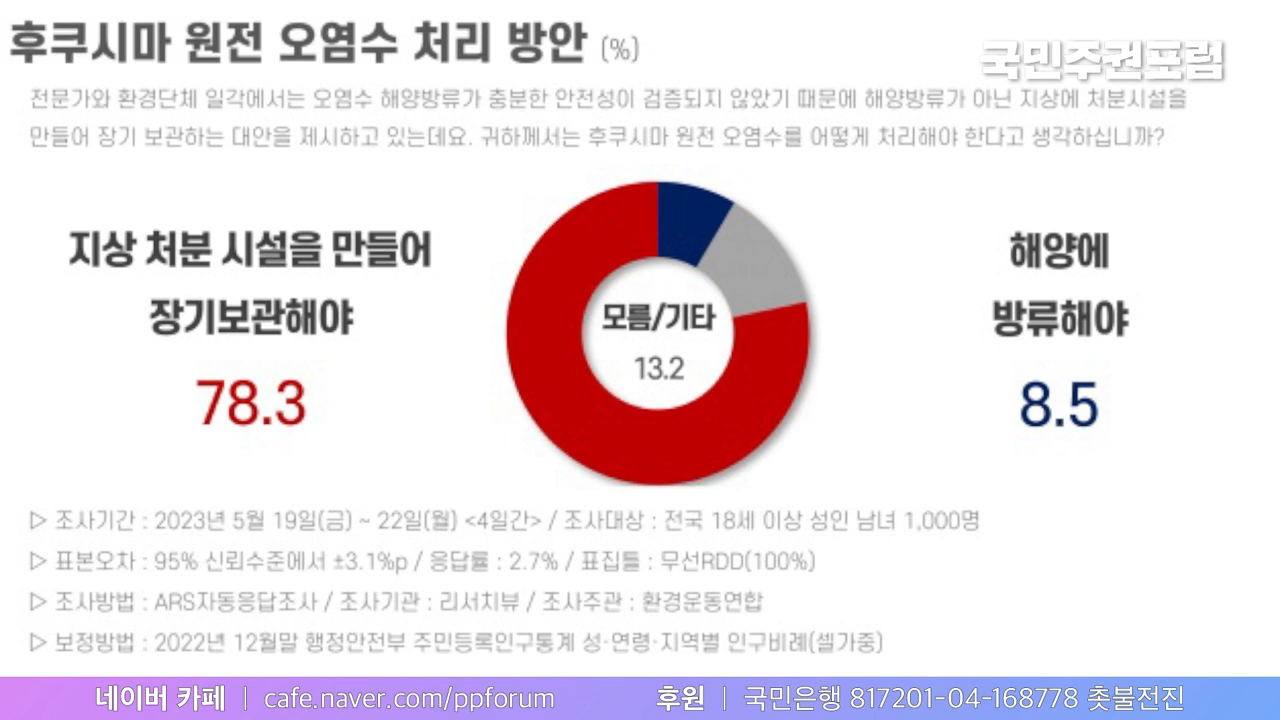 후쿠시마 원전 오염수 처리 방안 (%)
국민주권포럼
전문가와 환경단체 일각에서는 오염수 해양방류가 충분한 안전성이 검증되지 않았기 때문에 해양방류가 아닌 지상에 처분시설을
만들어 장기 보관하는 대안을 제시하고 있는데요. 귀하께서는 후쿠시마 원전 오염수를 어떻게 처리해야 한다고 생각하십니까?
지상 처분 시설을 만들어
장기보관해야
78.3
모름/기타
13.2
해양에
방류해야
8.5
▷ 조사기간 : 2023년 5월 19일(금) ~ 22일(월) <4일간> / 조사대상 : 전국 18세 이상 성인 남녀 1,000명
▷ 표본오차 : 95% 신뢰수준에서 ±3.1%p / 응답률 : 2.7% / 표집틀 : 무선RDD(100%)
▷ 조사방법 : ARS자동응답조사 / 조사기관 : 리서치뷰 / 조사주관 : 환경운동연합
▷ 보정방법 : 2022년 12월말 행정안전부 주민등록인구통계 성·연령·지역별 인구비례(셀가중)
네이버 카페 | cafe.naver.com/ppforum 후원 | 국민은행 817201-04-168778 촛불전진